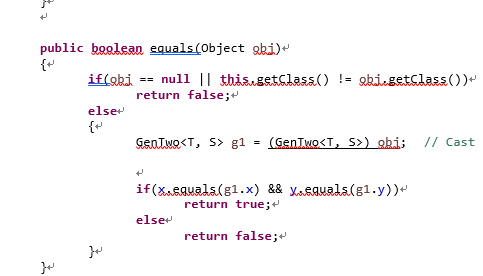 }
public boolean equals(Object obj)
{
if(obj == null || this.getClass() != obj.getClass())
return false;
else
{
GenTwo<T, S> g1 = (GenTwo<T, S>) obj; // Cast
if(x.equals(g1.x) && y.equals(g1.y))
return true;
else
return false;
}
}